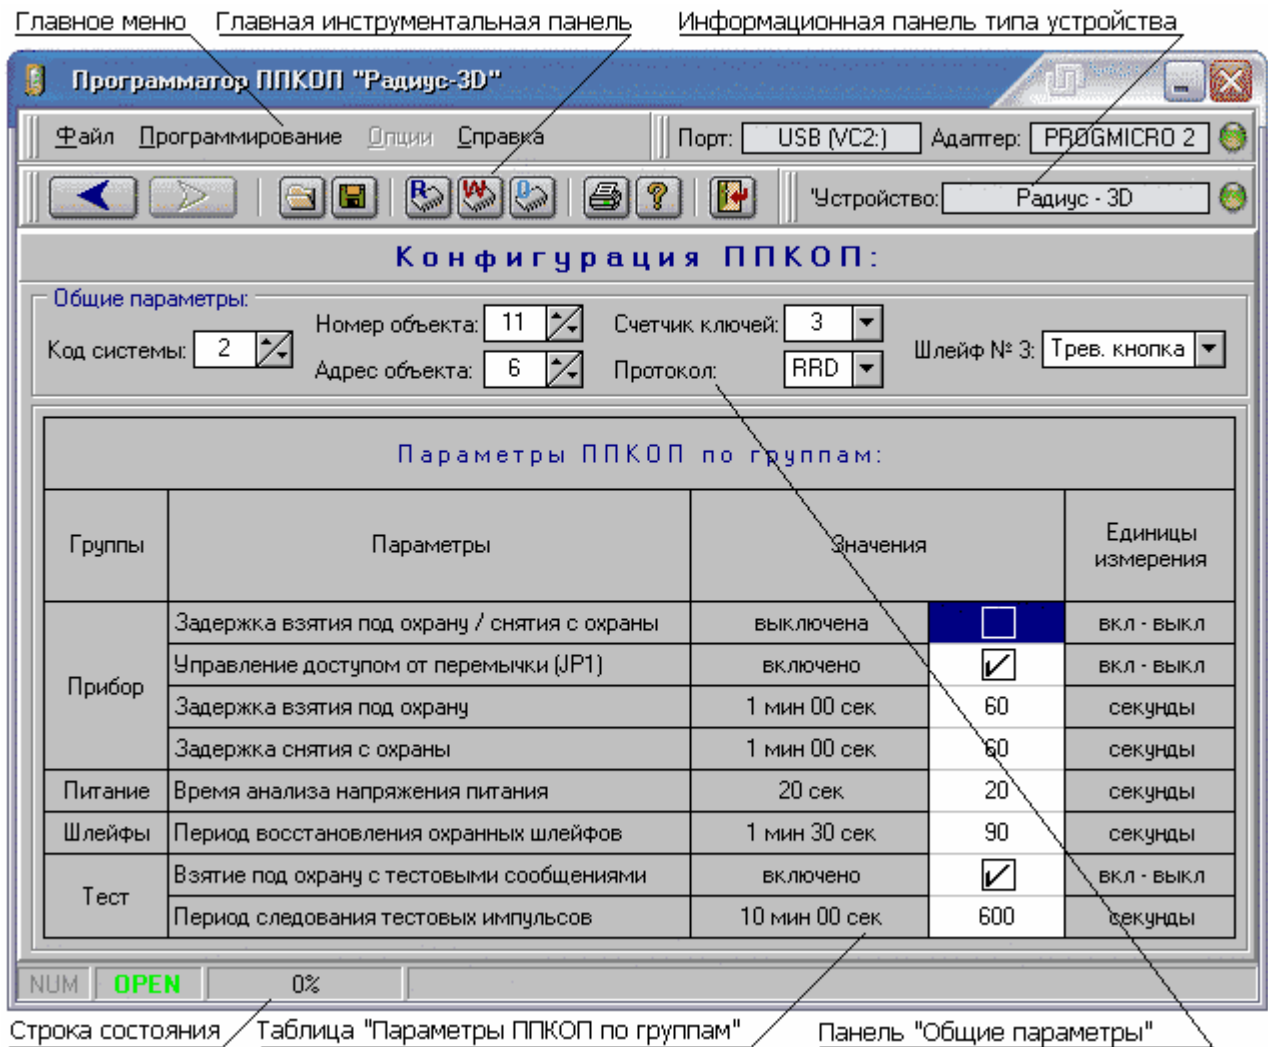 Главное меню Главная инструментальная панель Информационная панель типа устройства
Программатор ППКОП "Радиус-3D"
Файл Программирование Опции Справка Порт: USB (VC2:) Адаптер: PROGMICRO 2
R W Q ? Устройство: Радиус - 3D
Конфигурация ППКОП:
Общие параметры:
Код системы: 2 Номер объекта: 11 Счетчик ключей: 3 Шлейф № 3: Трев. кнопка
Адрес объекта: 6 Протокол: RRD
Параметры ППКОП по группам:
Группы Параметры Значения Единицы измерения
Прибор Задержка взятия под охрану / снятия с охраны выключена вкл - выкл
Управление доступом от перемычки (JP1) включено вкл - выкл
Задержка взятия под охрану 1 мин 00 сек 60 секунды
Задержка снятия с охраны 1 мин 00 сек 60 секунды
Питание Время анализа напряжения питания 20 сек 20 секунды
Шлейфы Период восстановления охранных шлейфов 1 мин 30 сек 90 секунды
Тест Взятие под охрану с тестовыми сообщениями включено вкл - выкл
Период следования тестовых импульсов 10 мин 00 сек 600 секунды
NUM OPEN 0%
Строка состояния Таблица "Параметры ППКОП по группам" Панель "Общие параметры"